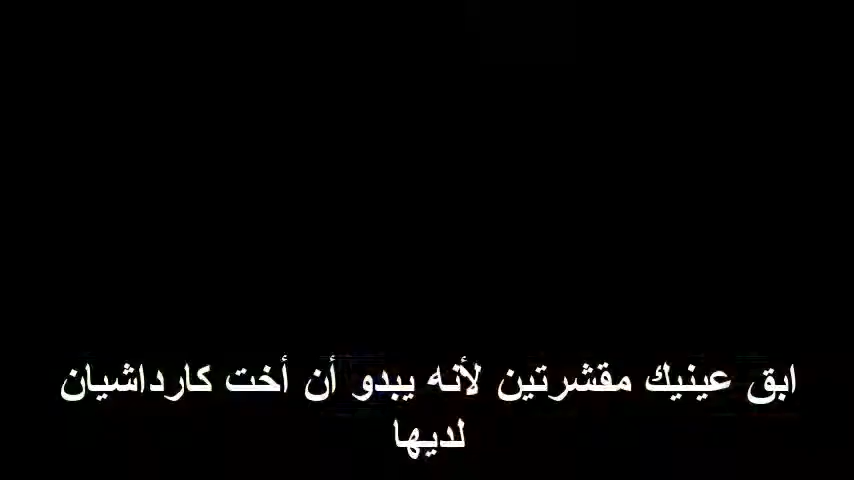 ابق عينيك مقشرتين لأنه يبدو أن أخت كارداشيان
لديها